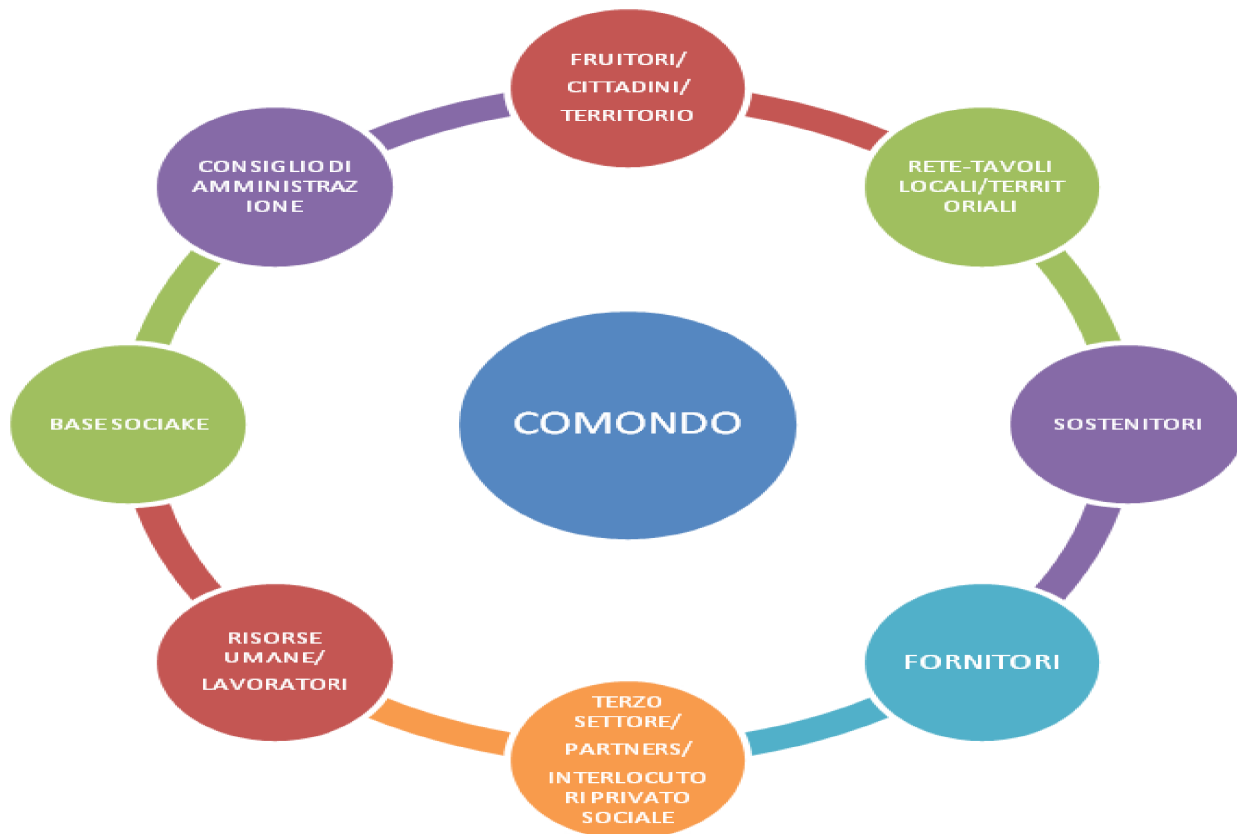 FRUITORI/
CITTADINI/
TERRITORIO
CONSIGLIO DI
AMMINISTRAZ
IONE
RETE-TAVOLI
LOCALI/TERRIT
ORIALI
BASE SOCIAKE
COMONDO
SOSTENITORI
RISORSE
UMANE/
LAVORATORI
FORNITORI
TERZO
SETTORE/
PARTNERS/
INTERLOCUTO
RI PRIVATO
SOCIALE